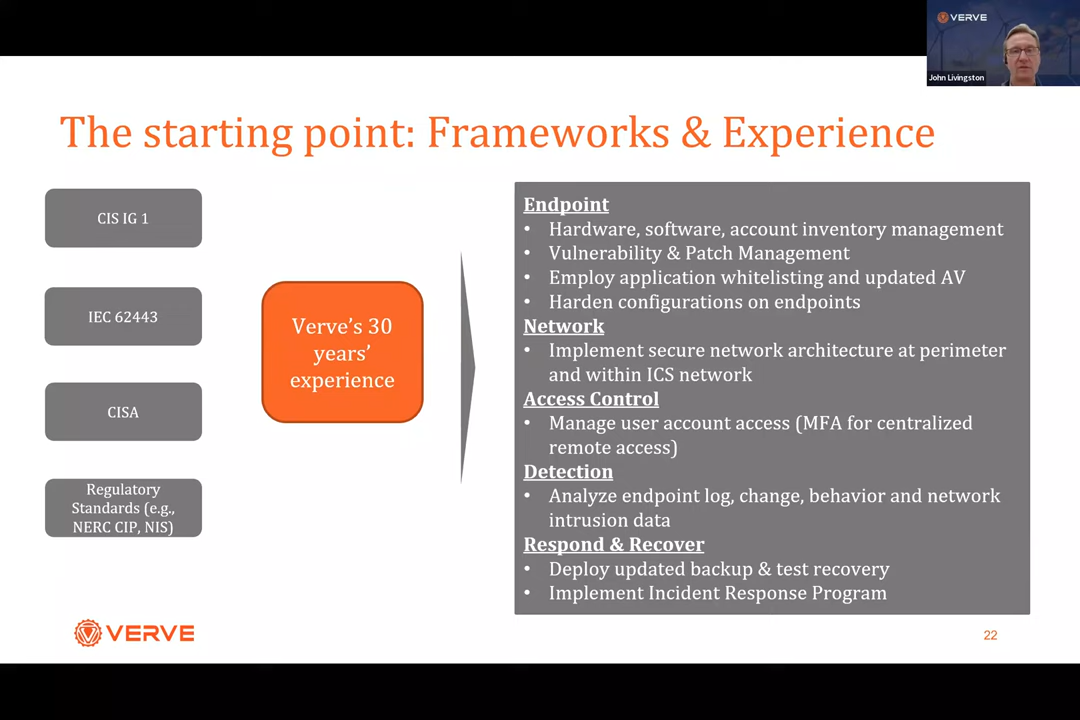 VERVE
John Livingston
The starting point: Frameworks & Experience
CIS IG 1
IEC 62443
CISA
Regulatory
Standards (e.g.,
NERC CIP, NIS)
Verve’s 30
years’
experience
Endpoint
• Hardware, software, account inventory management
• Vulnerability & Patch Management
• Employ application whitelisting and updated AV
• Harden configurations on endpoints
Network
• Implement secure network architecture at perimeter
and within ICS network
Access Control
• Manage user account access (MFA for centralized
remote access)
Detection
• Analyze endpoint log, change, behavior and network
intrusion data
Respond & Recover
• Deploy updated backup & test recovery
• Implement Incident Response Program
VERVE
22